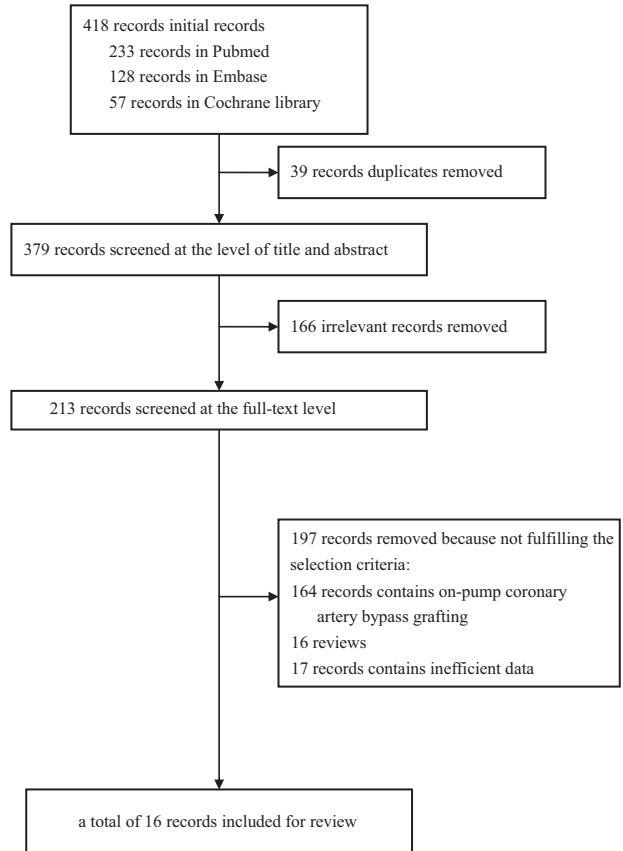 418 records initial records
233 records in Pubmed
128 records in Embase
57 records in Cochrane library
39 records duplicates removed
379 records screened at the level of title and abstract
166 irrelevant records removed
213 records screened at the full-text level
197 records removed because not fulfilling the
selection criteria:
164 records contains on-pump coronary
artery bypass grafting
16 reviews
17 records contains inefficient data
a total of 16 records included for review